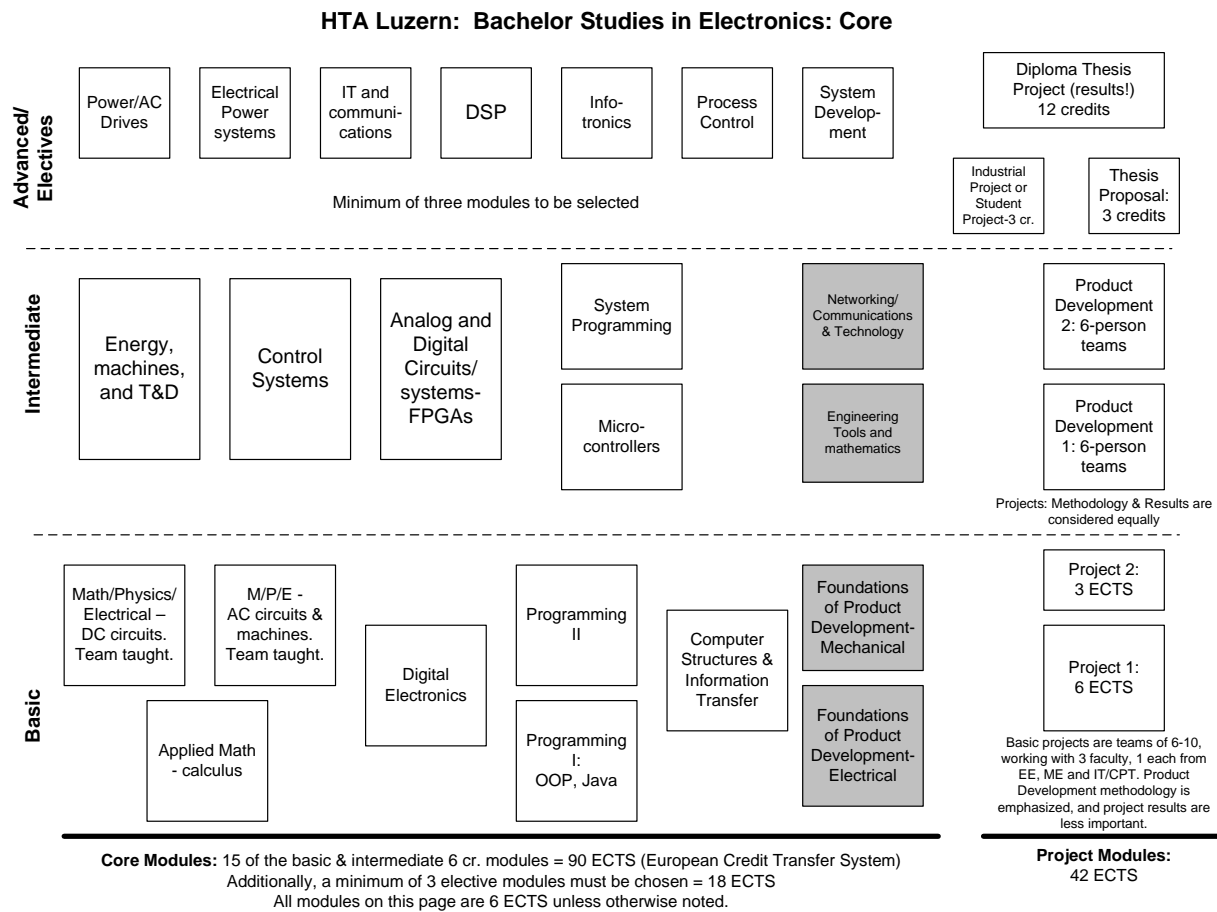 HTA Luzern:  Bachelor Studies in Electronics: Core
Advanced/
Electives
Power/AC
Drives
Electrical
Power
systems
IT and
communi-
cations
DSP
Info-
tronics
Process
Control
System
Develop-
ment
Diploma Thesis
Project (results!)
12 credits
Minimum of three modules to be selected
Industrial
Project or
Student
Project-3 cr.
Thesis
Proposal:
3 credits
Intermediate
Energy,
machines,
and T&D
Control
Systems
Analog and
Digital
Circuits/
systems-
FPGAs
System
Programming
Micro-
controllers
Networking/
Communications
& Technology
Engineering
Tools and
mathematics
Product
Development
2: 6-person
teams
Product
Development
1: 6-person
teams
Projects: Methodology & Results are
considered equally
Basic
Math/Physics/
Electrical –
DC circuits.
Team taught.
M/P/E -
AC circuits &
machines.
Team taught.
Applied Math
- calculus
Digital
Electronics
Programming
II
Programming
I:
OOP, Java
Computer
Structures &
Information
Transfer
Foundations
of Product
Development-
Mechanical
Foundations
of Product
Development-
Electrical
Project 2:
3 ECTS
Project 1:
6 ECTS
Basic projects are teams of 6-10,
working with 3 faculty, 1 each from
EE, ME and IT/CPT. Product
Development methodology is
emphasized, and project results are
less important.
Core Modules: 15 of the basic & intermediate 6 cr. modules = 90 ECTS (European Credit Transfer System)
Additionally, a minimum of 3 elective modules must be chosen = 18 ECTS
All modules on this page are 6 ECTS unless otherwise noted.
Project Modules:
42 ECTS